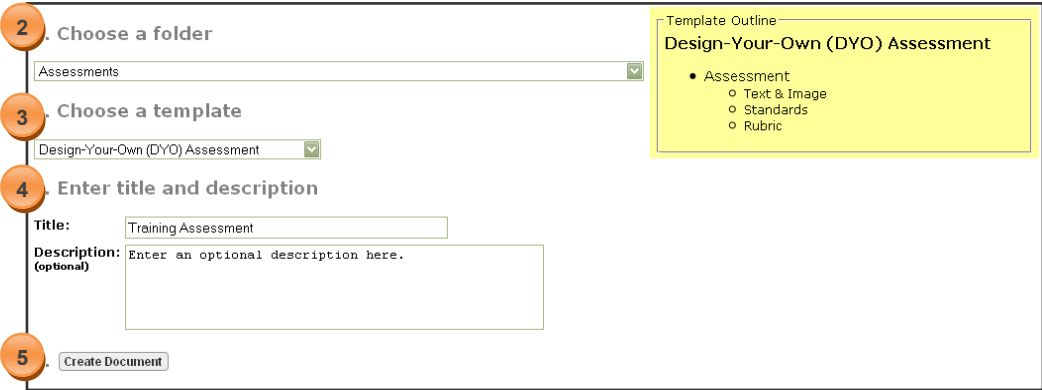 2. Choose a folder
Assessments
3. Choose a template
Design-Your-Own (DYO) Assessment
4. Enter title and description
Title:
Training Assessment
Description:
(optional)
Enter an optional description here.
5. Create Document
Template Outline
Design-Your-Own (DYO) Assessment
• Assessment
○ Text & Image
○ Standards
○ Rubric